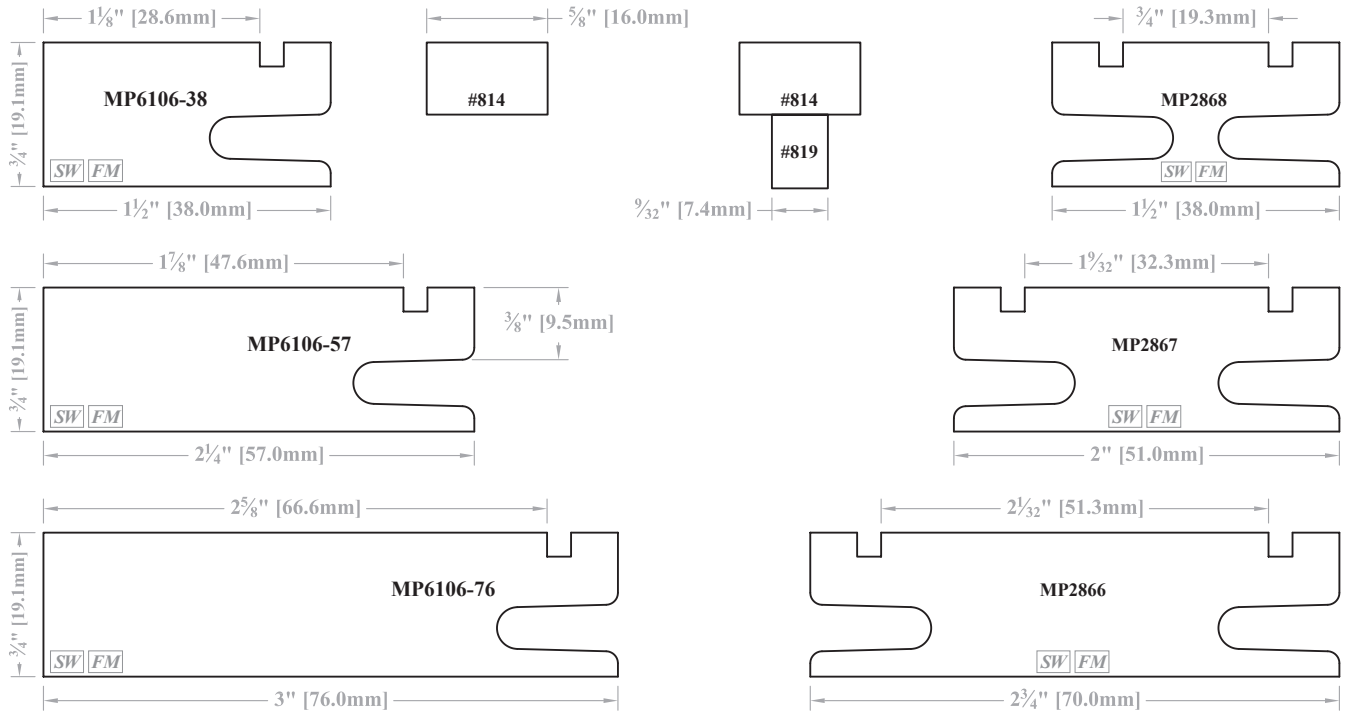 1⅛" [28.6mm]
⅝" [16.0mm]
¾" [19.3mm]
¾" [19.1mm]
MP6106-38
#814
#814
MP2868
#819
SW FM
SW FM
1½" [38.0mm]
9⁄32" [7.4mm]
1½" [38.0mm]
1⅞" [47.6mm]
1 9⁄32" [32.3mm]
¾" [19.1mm]
⅜" [9.5mm]
MP6106-57
MP2867
SW FM
SW FM
2¼" [57.0mm]
2" [51.0mm]
2⅝" [66.6mm]
2 1⁄32" [51.3mm]
¾" [19.1mm]
MP6106-76
MP2866
SW FM
SW FM
3" [76.0mm]
2¾" [70.0mm]